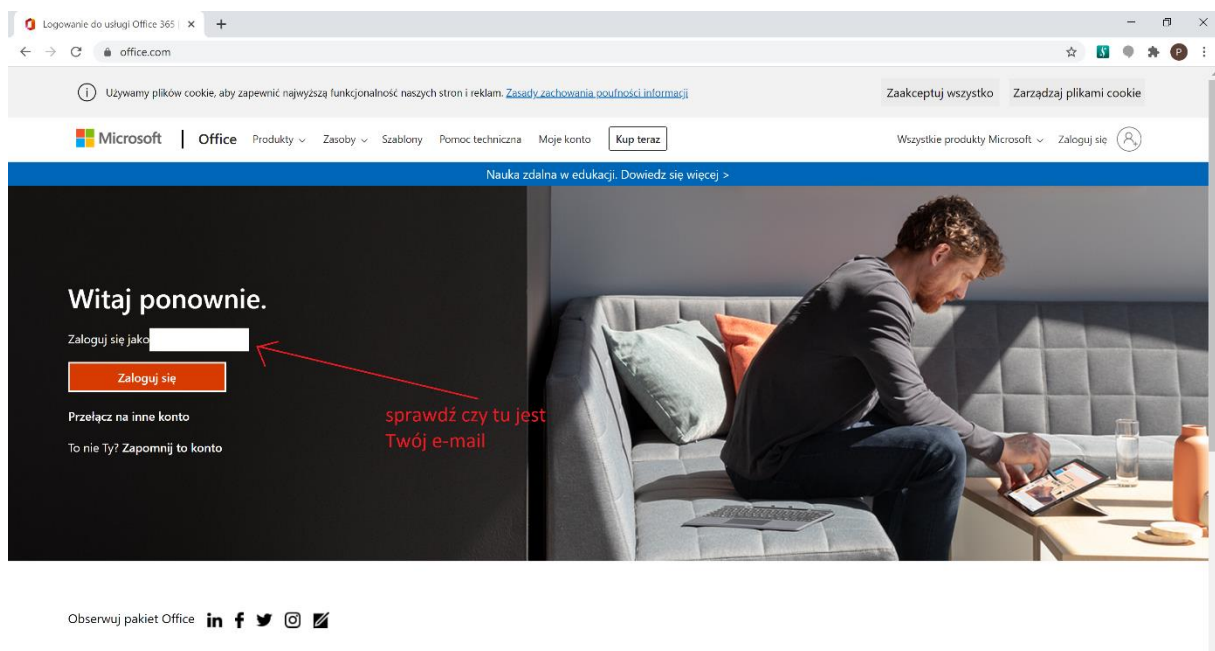 Logowanie do usługi Office 365 |
office.com
P
Używamy plików cookie, aby zapewnić najwyższą funkcjonalność naszych stron i reklam. Zasady zachowania poufności informacji
Zaakceptuj wszystko Zarządzaj plikami cookie
Microsoft | Office Produkty Zasoby Szablony Pomoc techniczna Moje konto Kup teraz Wszystkie produkty Microsoft Zaloguj się
Nauka zdalna w edukacji. Dowiedz się więcej >
Witaj ponownie.
Zaloguj się jako
Zaloguj się
Przełącz na inne konto
To nie Ty? Zapomnij to konto
sprawdź czy tu jest
Twój e-mail
Obserwuj pakiet Office